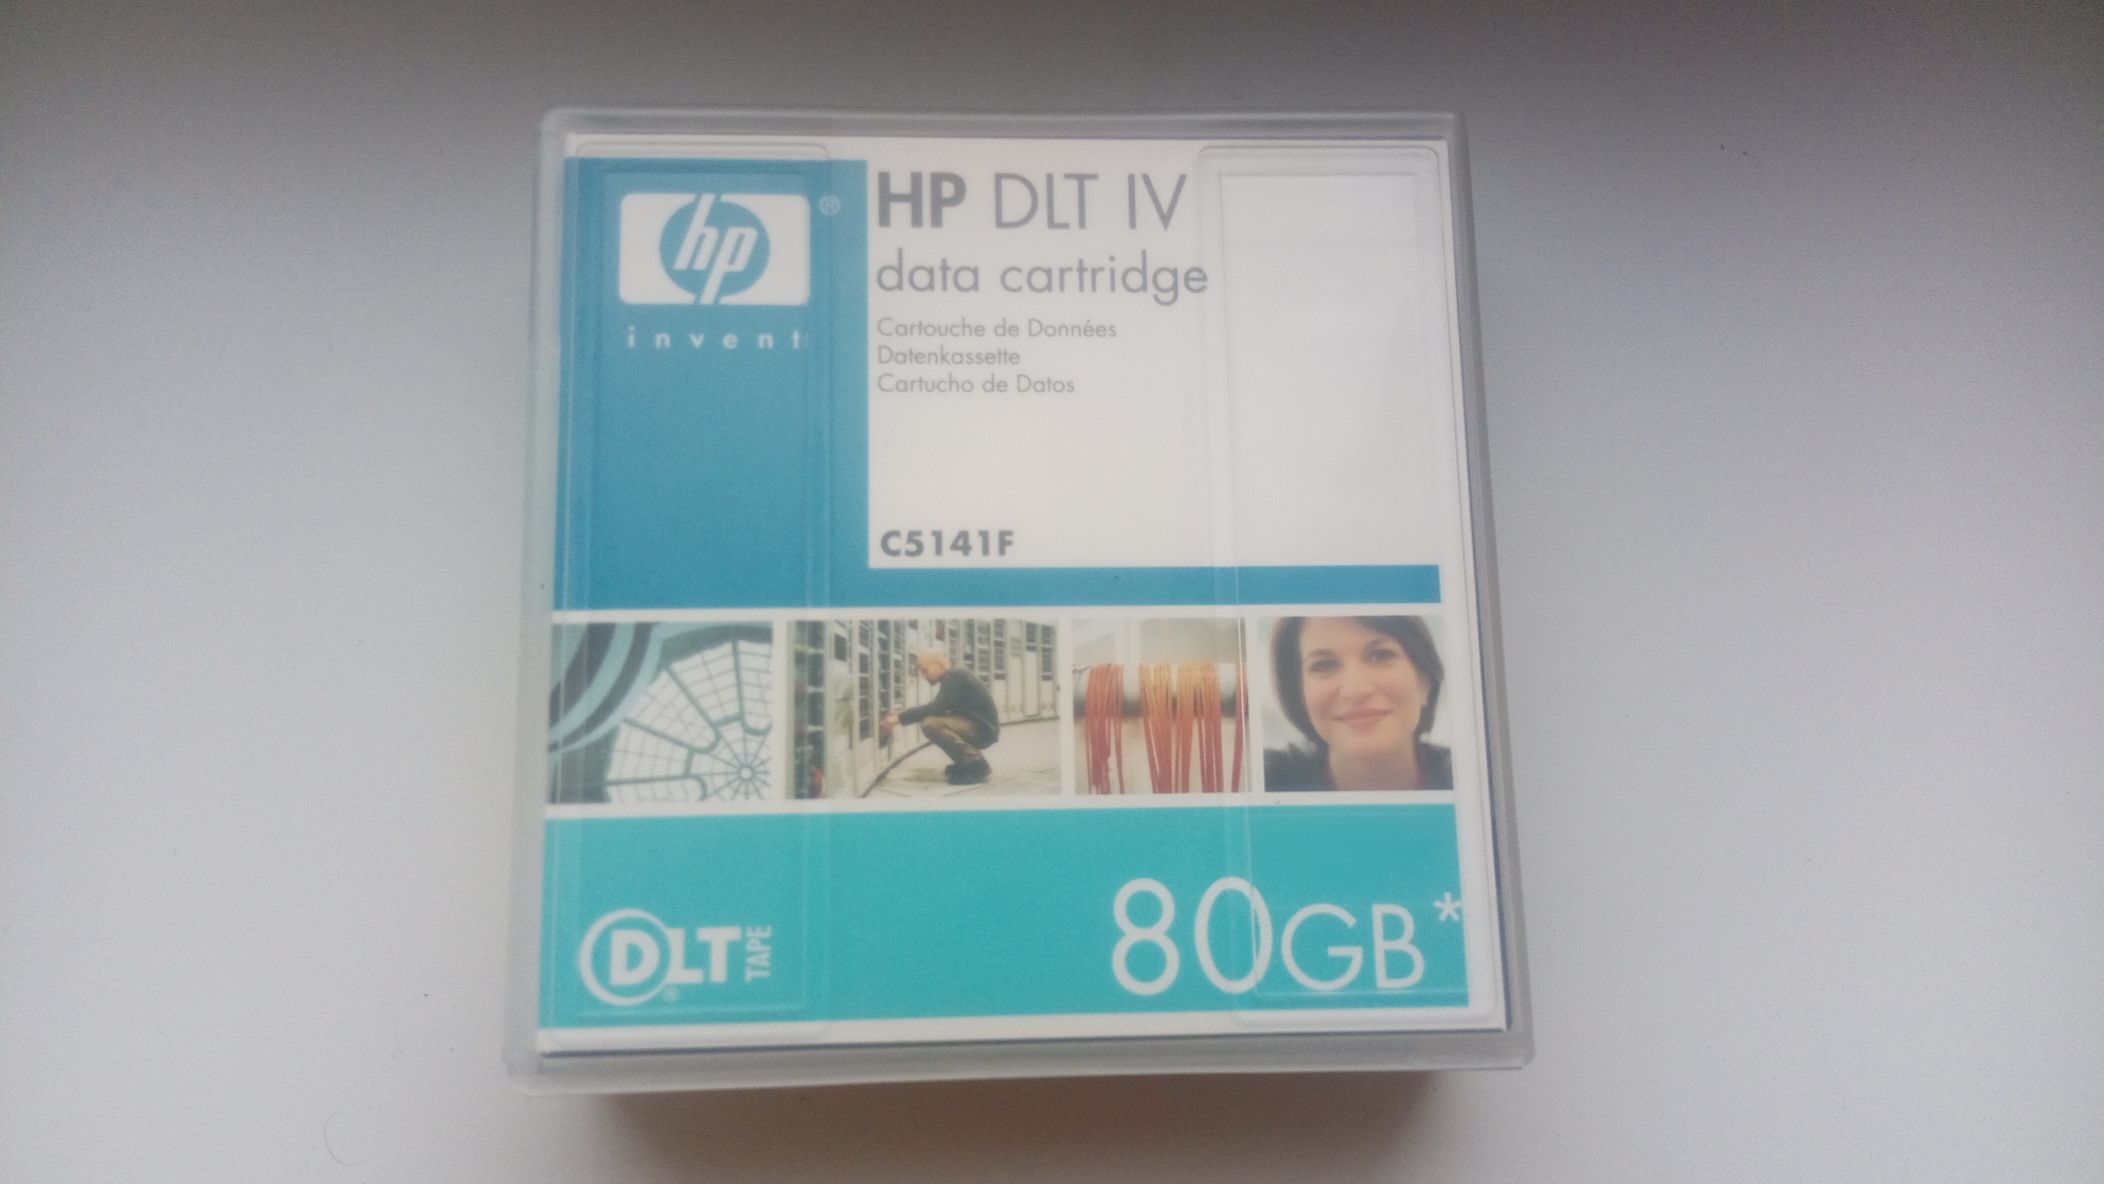 hp ®
invent
HP DLT IV
data cartridge
Cartouche de Données
Datenkassette
Cartucho de Datos
C5141F
DLT TAPE ®
80GB*